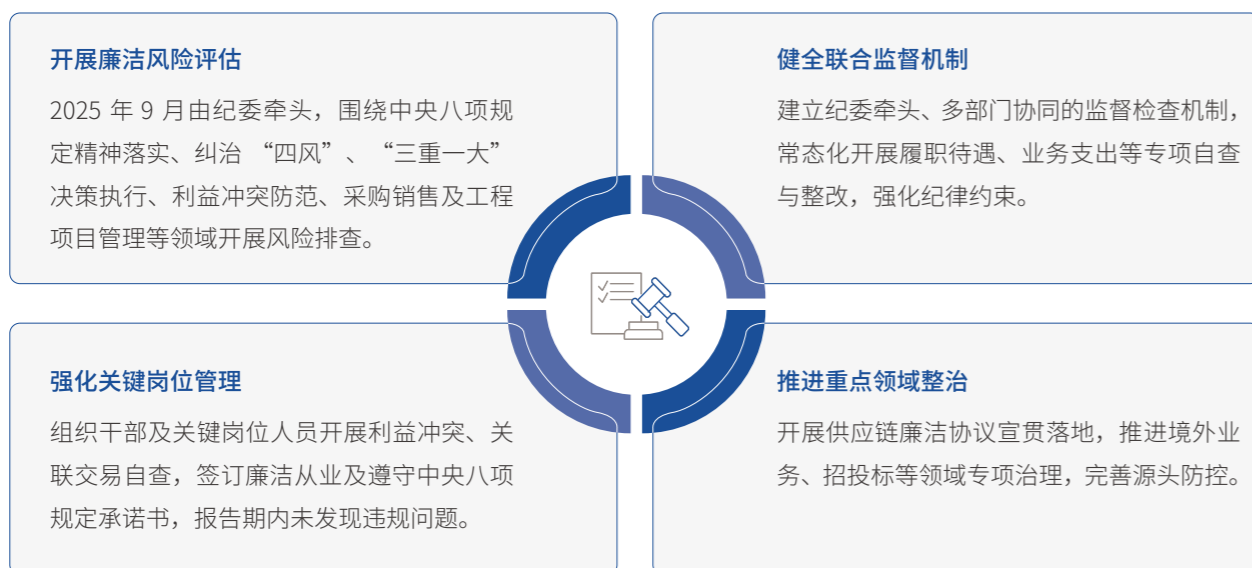 开展廉洁风险评估
2025 年 9 月由纪委牵头，围绕中央八项规
定精神落实、纠治 “四风”、“三重一大”
决策执行、利益冲突防范、采购销售及工程
项目管理等领域开展风险排查。
健全联合监督机制
建立纪委牵头、多部门协同的监督检查机制，
常态化开展履职待遇、业务支出等专项自查
与整改，强化纪律约束。
强化关键岗位管理
组织干部及关键岗位人员开展利益冲突、关
联交易自查，签订廉洁从业及遵守中央八项
规定承诺书，报告期内未发现违规问题。
推进重点领域整治
开展供应链廉洁协议宣贯落地，推进境外业
务、招投标等领域专项治理，完善源头防控。